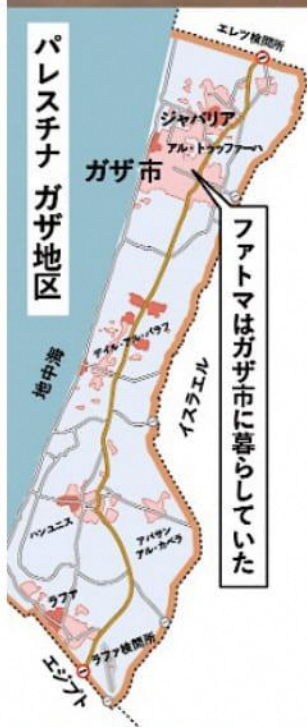 エレツ検問所
パレスチナ ガザ地区
ジャバリア
アル・トゥッファーハ
ガザ市
ファトマはガザ市に暮らしていた
デイル・アル・バラフ
地中海
イスラエル
ハンユニス
アバサン
アル・カベラ
ラファ
ラファ検問所
エジプト